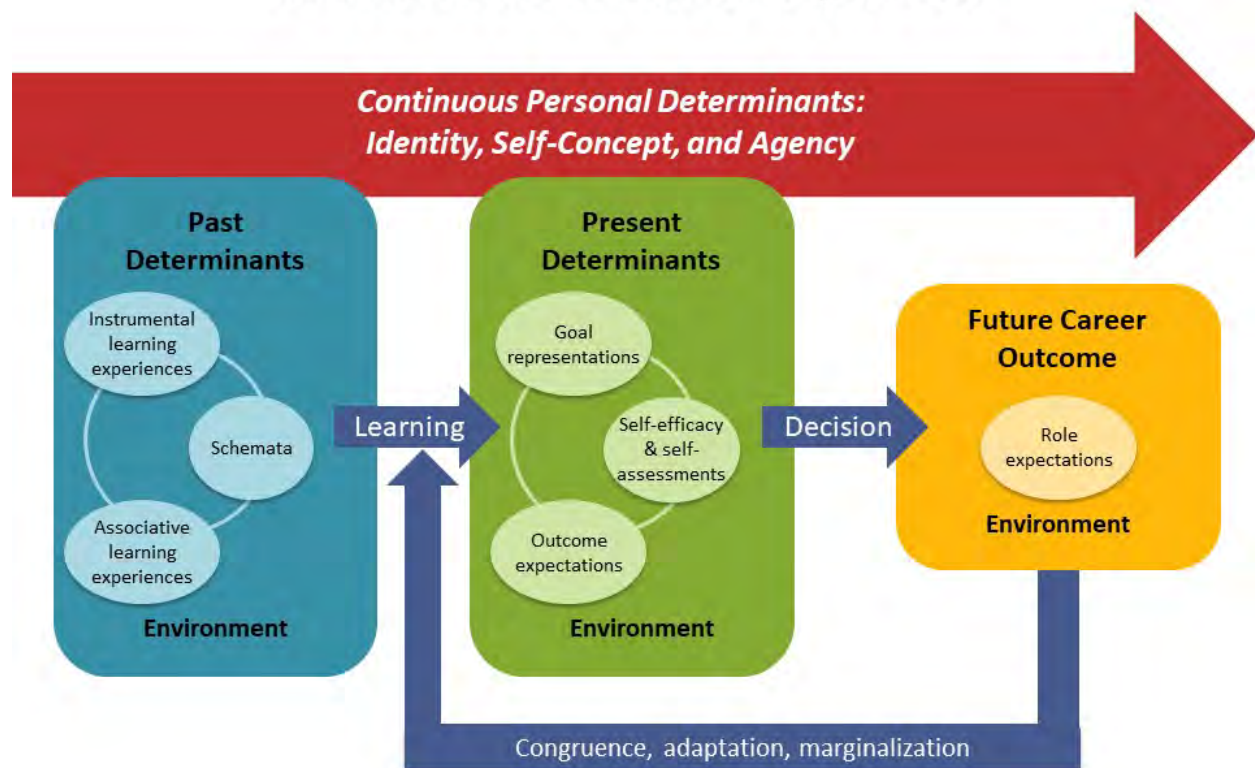 Continuous Personal Determinants:
Identity, Self-Concept, and Agency
Past
Determinants
Instrumental
learning
experiences
Schemata
Associative
learning
experiences
Environment
Learning
Present
Determinants
Goal
representations
Self-efficacy
& self-
assessments
Outcome
expectations
Environment
Decision
Future Career
Outcome
Role
expectations
Environment
Congruence, adaptation, marginalization